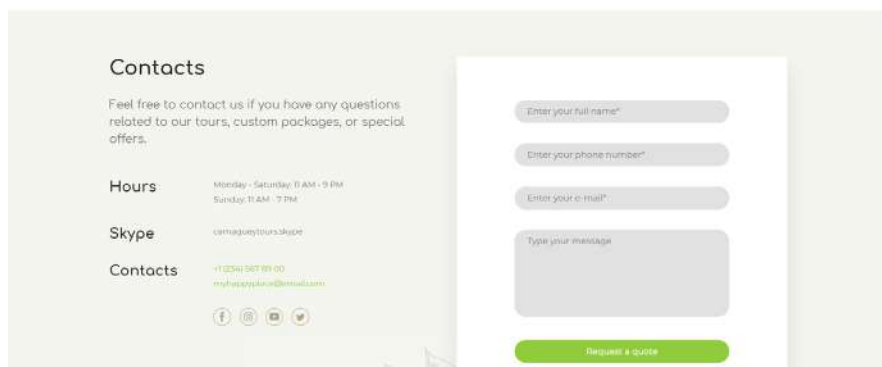 Contacts
Feel free to contact us if you have any questions
related to our tours, custom packages, or special
offers.
Hours
Monday - Saturday: 11 AM - 9 PM
Sunday: 11 AM - 7 PM
Skype
camagueytours.skype
Contacts
+1 (234) 567 89 00
myhappyplace@email.com
Enter your full name*
Enter your phone number*
Enter your e-mail*
Type your message
Request a quote